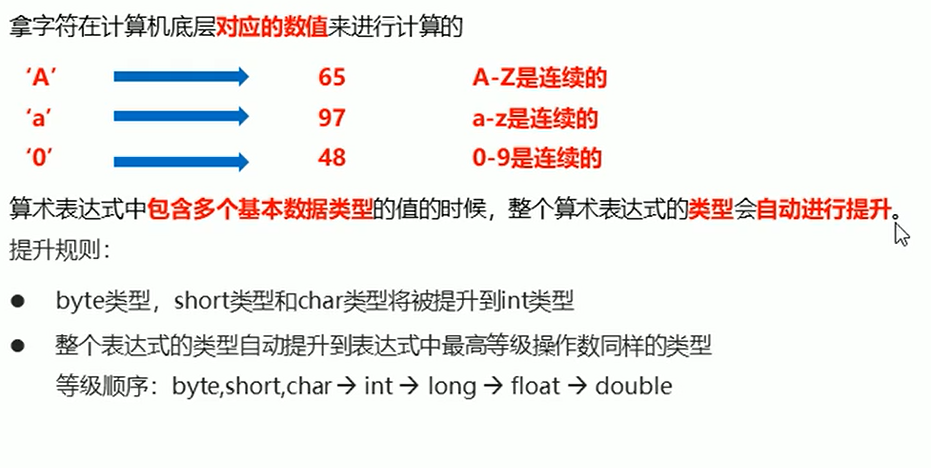 拿字符在计算机底层对应的数值来进行计算的
‘A’ 65 A-Z是连续的
‘a’ 97 a-z是连续的
‘0’ 48 0-9是连续的
算术表达式中包含多个基本数据类型的值的时候，整个算术表达式的类型会自动进行提升。
提升规则：
● byte类型，short类型和char类型将被提升到int类型
● 整个表达式的类型自动提升到表达式中最高等级操作数同样的类型
等级顺序：byte,short,char → int → long → float → double